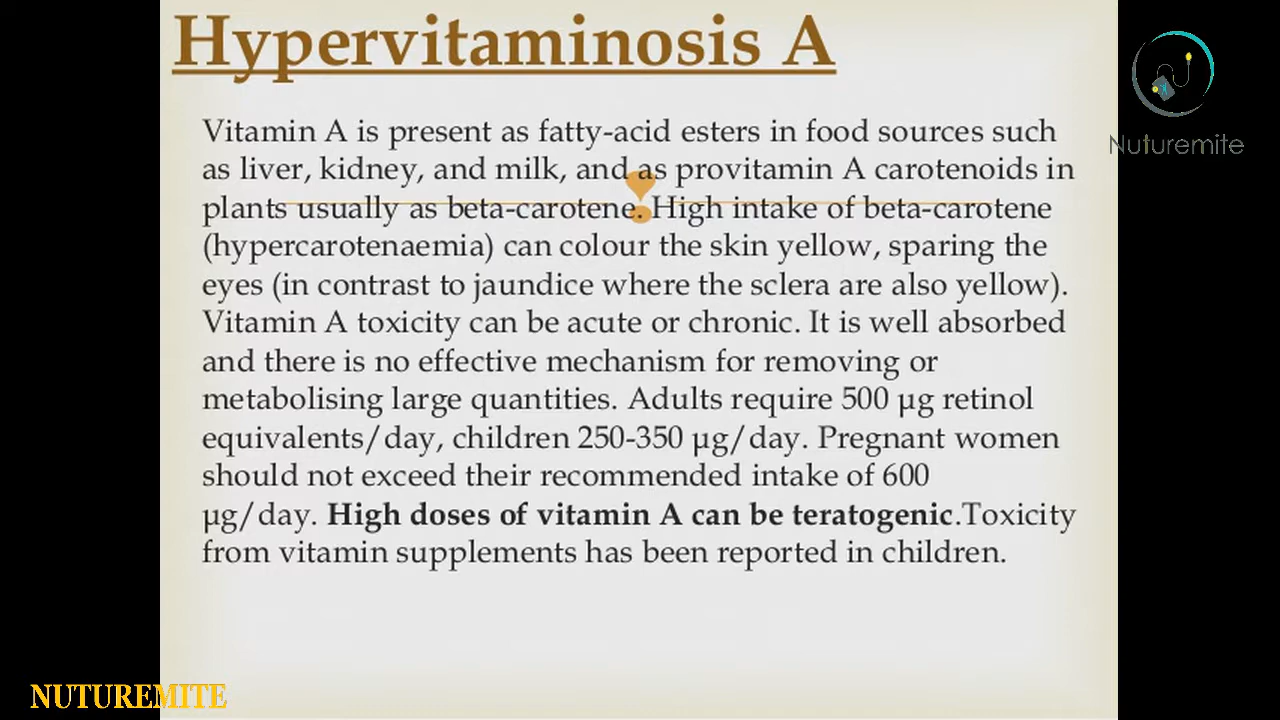 Hypervitaminosis A
Nuturemite
Vitamin A is present as fatty-acid esters in food sources such
as liver, kidney, and milk, and as provitamin A carotenoids in
plants usually as beta-carotene. High intake of beta-carotene
(hypercarotenaemia) can colour the skin yellow, sparing the
eyes (in contrast to jaundice where the sclera are also yellow).
Vitamin A toxicity can be acute or chronic. It is well absorbed
and there is no effective mechanism for removing or
metabolising large quantities. Adults require 500 µg retinol
equivalents/day, children 250-350 µg/day. Pregnant women
should not exceed their recommended intake of 600
µg/day. High doses of vitamin A can be teratogenic.Toxicity
from vitamin supplements has been reported in children.
NUTUREMITE